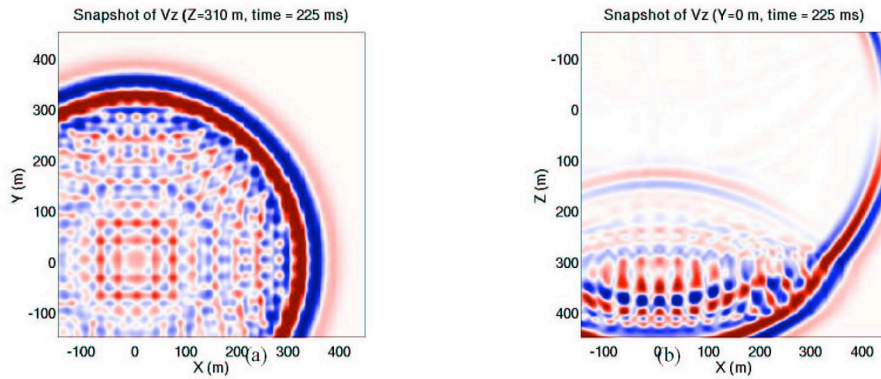 Snapshot of Vz (Z=310 m, time = 225 ms)
400
300
200
100
0
-100
Y (m)
-100 0 100 200 300 400
X (m)
(a)
Snapshot of Vz (Y=0 m, time = 225 ms)
-100
0
100
200
300
400
Z (m)
-100 0 100 200 300 400
X (m)
(b)